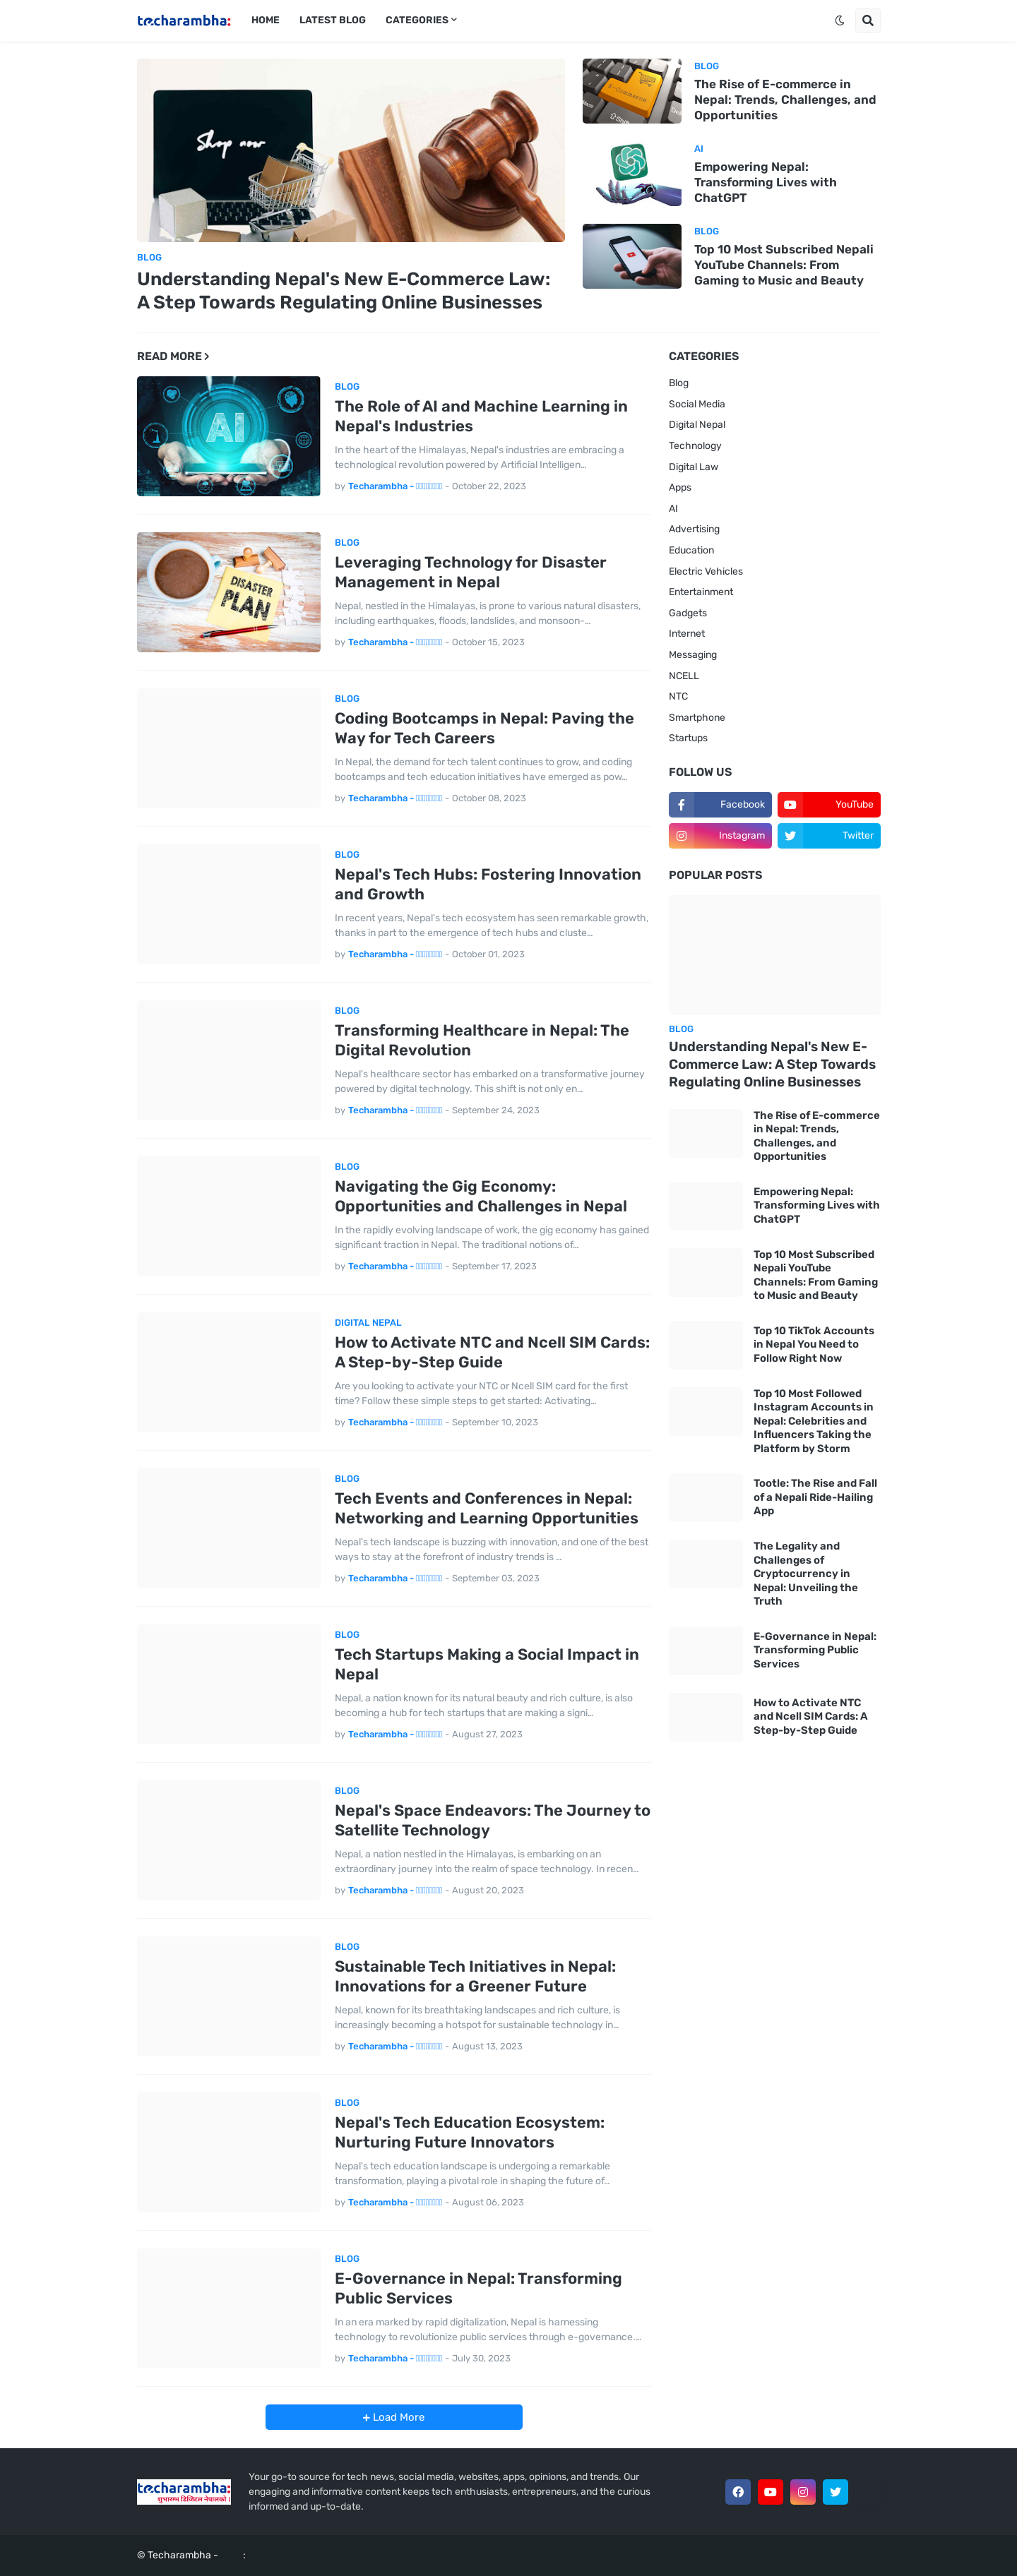 techarambha:
HOME
LATEST BLOG
CATEGORIES
Shop now
BLOG
Understanding Nepal's New E-Commerce Law:
A Step Towards Regulating Online Businesses
E-Commerce
Shift
BLOG
The Rise of E-commerce in
Nepal: Trends, Challenges, and
Opportunities
AI
Empowering Nepal:
Transforming Lives with
ChatGPT
BLOG
Top 10 Most Subscribed Nepali
YouTube Channels: From
Gaming to Music and Beauty
READ MORE
AI
BLOG
The Role of AI and Machine Learning in
Nepal's Industries
In the heart of the Himalayas, Nepal's industries are embracing a
technological revolution powered by Artificial Intelligen…
by Techarambha - - October 22, 2023
DISASTER
PLAN
BLOG
Leveraging Technology for Disaster
Management in Nepal
Nepal, nestled in the Himalayas, is prone to various natural disasters,
including earthquakes, floods, landslides, and monsoon-…
by Techarambha - - October 15, 2023
BLOG
Coding Bootcamps in Nepal: Paving the
Way for Tech Careers
In Nepal, the demand for tech talent continues to grow, and coding
bootcamps and tech education initiatives have emerged as pow…
by Techarambha - - October 08, 2023
BLOG
Nepal's Tech Hubs: Fostering Innovation
and Growth
In recent years, Nepal's tech ecosystem has seen remarkable growth,
thanks in part to the emergence of tech hubs and cluste…
by Techarambha - - October 01, 2023
BLOG
Transforming Healthcare in Nepal: The
Digital Revolution
Nepal's healthcare sector has embarked on a transformative journey
powered by digital technology. This shift is not only en…
by Techarambha - - September 24, 2023
BLOG
Navigating the Gig Economy:
Opportunities and Challenges in Nepal
In the rapidly evolving landscape of work, the gig economy has gained
significant traction in Nepal. The traditional notions of…
by Techarambha - - September 17, 2023
DIGITAL NEPAL
How to Activate NTC and Ncell SIM Cards:
A Step-by-Step Guide
Are you looking to activate your NTC or Ncell SIM card for the first
time? Follow these simple steps to get started: Activating…
by Techarambha - - September 10, 2023
BLOG
Tech Events and Conferences in Nepal:
Networking and Learning Opportunities
Nepal's tech landscape is buzzing with innovation, and one of the best
ways to stay at the forefront of industry trends is …
by Techarambha - - September 03, 2023
BLOG
Tech Startups Making a Social Impact in
Nepal
Nepal, a nation known for its natural beauty and rich culture, is also
becoming a hub for tech startups that are making a signi…
by Techarambha - - August 27, 2023
BLOG
Nepal's Space Endeavors: The Journey to
Satellite Technology
Nepal, a nation nestled in the Himalayas, is embarking on an
extraordinary journey into the realm of space technology. In recen…
by Techarambha - - August 20, 2023
BLOG
Sustainable Tech Initiatives in Nepal:
Innovations for a Greener Future
Nepal, known for its breathtaking landscapes and rich culture, is
increasingly becoming a hotspot for sustainable technology in…
by Techarambha - - August 13, 2023
BLOG
Nepal's Tech Education Ecosystem:
Nurturing Future Innovators
Nepal's tech education landscape is undergoing a remarkable
transformation, playing a pivotal role in shaping the future of…
by Techarambha - - August 06, 2023
BLOG
E-Governance in Nepal: Transforming
Public Services
In an era marked by rapid digitalization, Nepal is harnessing
technology to revolutionize public services through e-governance.…
by Techarambha - - July 30, 2023
+ Load More
CATEGORIES
Blog
Social Media
Digital Nepal
Technology
Digital Law
Apps
AI
Advertising
Education
Electric Vehicles
Entertainment
Gadgets
Internet
Messaging
NCELL
NTC
Smartphone
Startups
FOLLOW US
Facebook
YouTube
Instagram
Twitter
POPULAR POSTS
BLOG
Understanding Nepal's New E-
Commerce Law: A Step Towards
Regulating Online Businesses
The Rise of E-commerce
in Nepal: Trends,
Challenges, and
Opportunities
Empowering Nepal:
Transforming Lives with
ChatGPT
Top 10 Most Subscribed
Nepali YouTube
Channels: From Gaming
to Music and Beauty
Top 10 TikTok Accounts
in Nepal You Need to
Follow Right Now
Top 10 Most Followed
Instagram Accounts in
Nepal: Celebrities and
Influencers Taking the
Platform by Storm
Tootle: The Rise and Fall
of a Nepali Ride-Hailing
App
The Legality and
Challenges of
Cryptocurrency in
Nepal: Unveiling the
Truth
E-Governance in Nepal:
Transforming Public
Services
How to Activate NTC
and Ncell SIM Cards: A
Step-by-Step Guide
techarambha:
शुभारम्भ डिजिटल नेपालको।
Your go-to source for tech news, social media, websites, apps, opinions, and trends. Our
engaging and informative content keeps tech enthusiasts, entrepreneurs, and the curious
informed and up-to-date.
© Techarambha - :